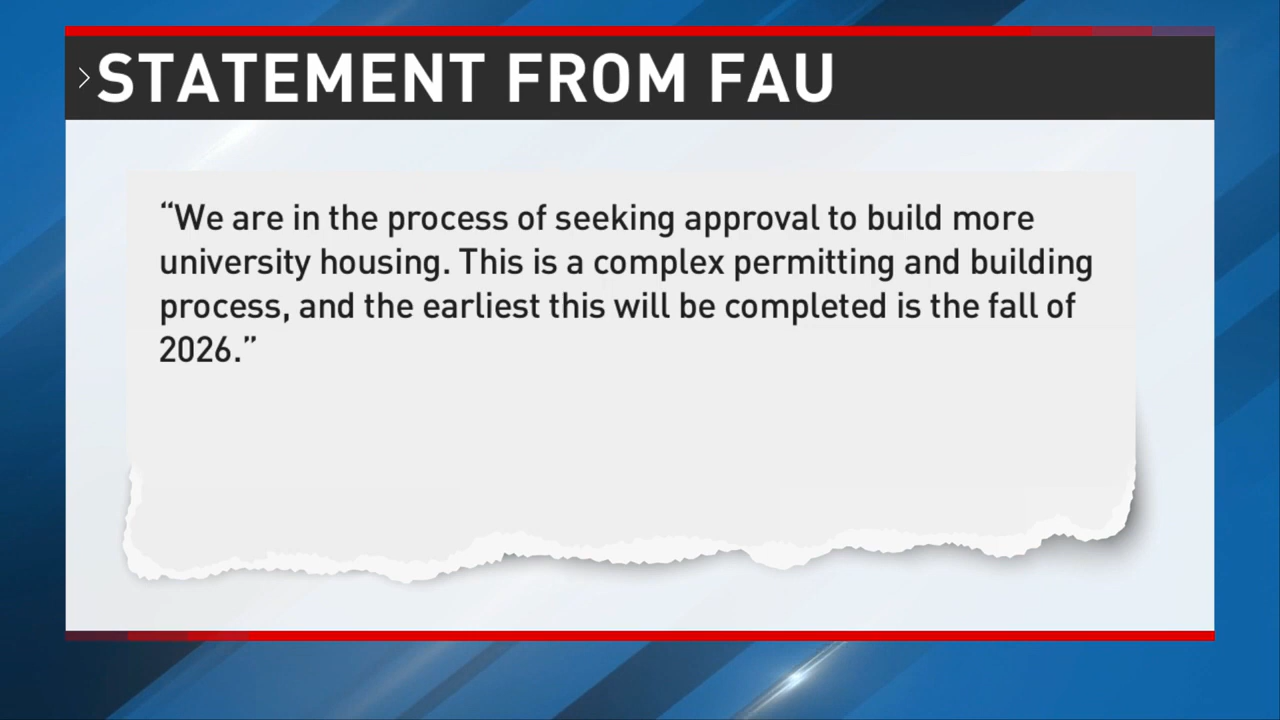 STATEMENT FROM FAU
“We are in the process of seeking approval to build more
university housing. This is a complex permitting and building
process, and the earliest this will be completed is the fall of
2026.”